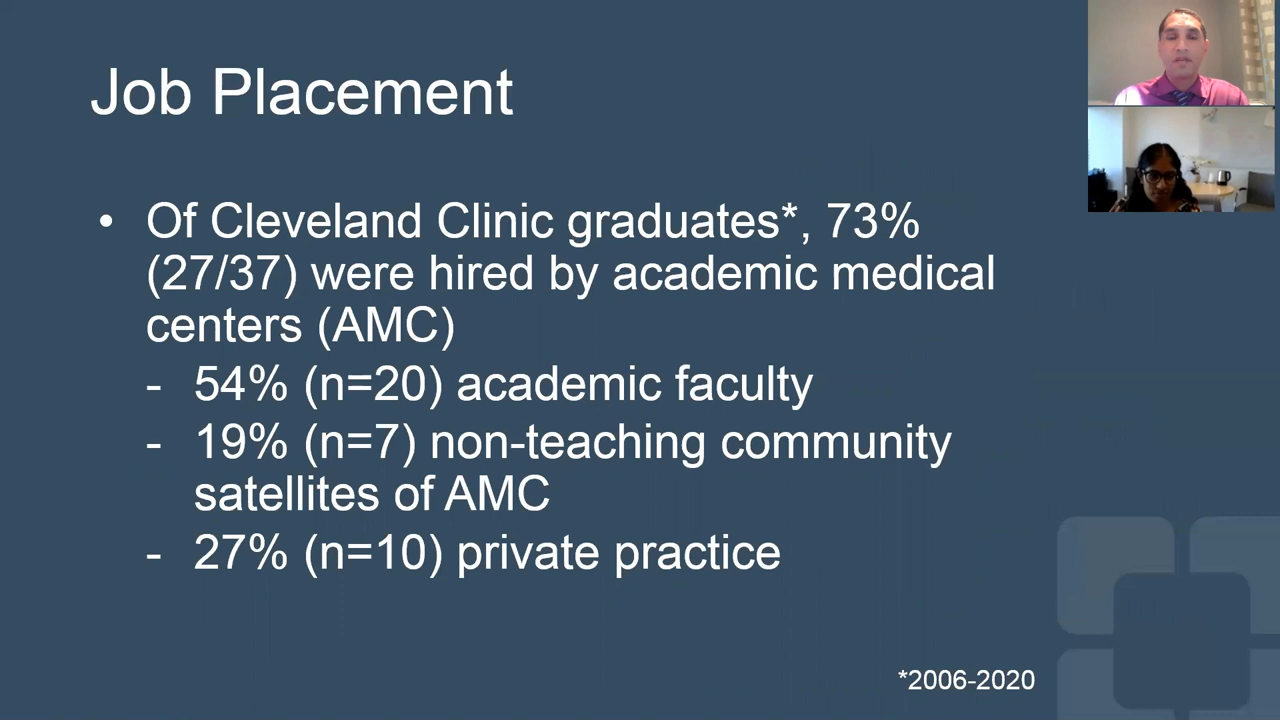 Job Placement
• Of Cleveland Clinic graduates*, 73%
(27/37) were hired by academic medical
centers (AMC)
- 54% (n=20) academic faculty
- 19% (n=7) non-teaching community
satellites of AMC
- 27% (n=10) private practice
*2006-2020